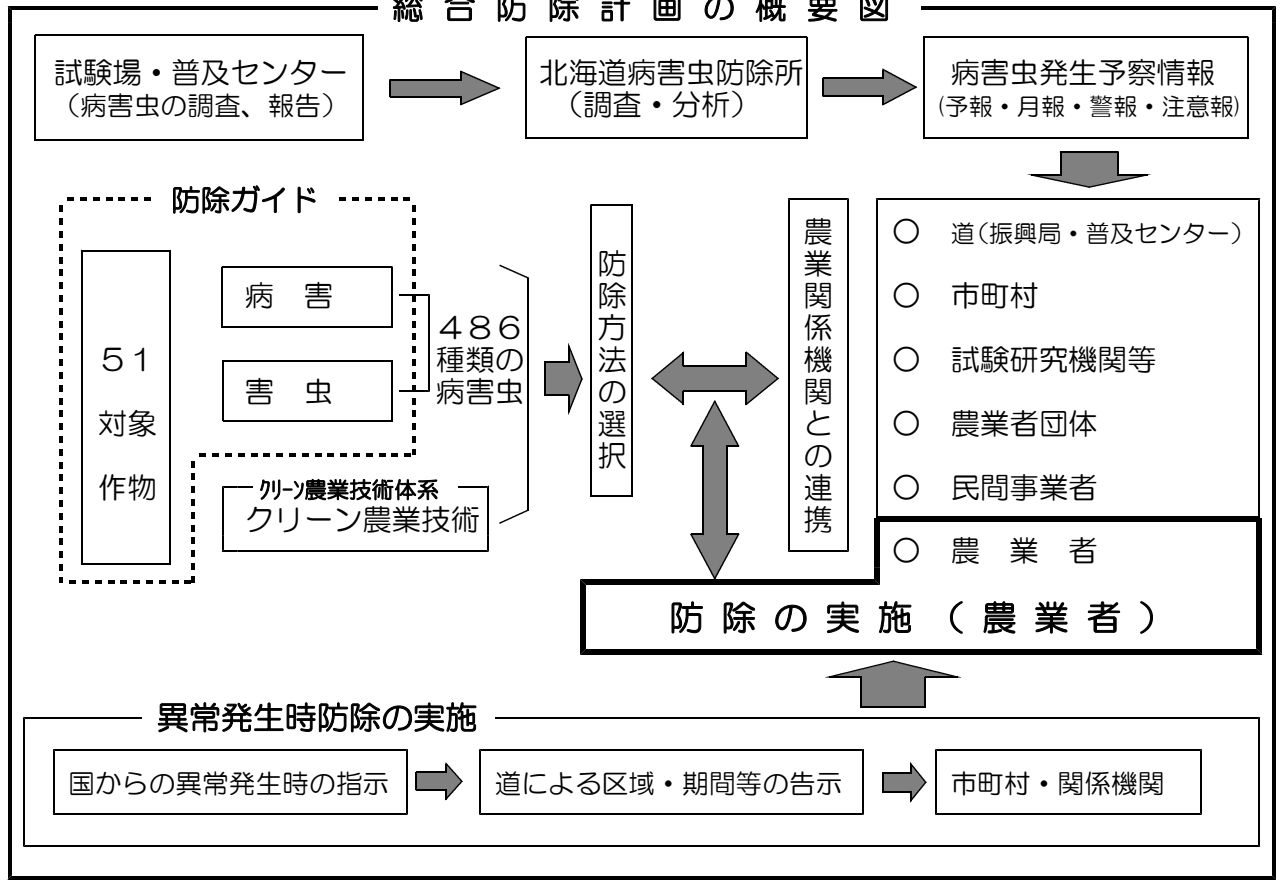 総合防除計画の概要図
試験場・普及センター
（病害虫の調査、報告）
北海道病害虫防除所
（調査・分析）
病害虫発生予察情報
(予報・月報・警報・注意報)
防除ガイド
５１
対象
作物
病　害
害　虫
４８６
種類の
病害虫
クリーン農業技術体系
クリーン農業技術
防除方法の選択
農業関係機関との連携
○　道（振興局・普及センター）
○　市町村
○　試験研究機関等
○　農業者団体
○　民間事業者
○　農　業　者
防除の実施（農業者）
異常発生時防除の実施
国からの異常発生時の指示
道による区域・期間等の告示
市町村・関係機関